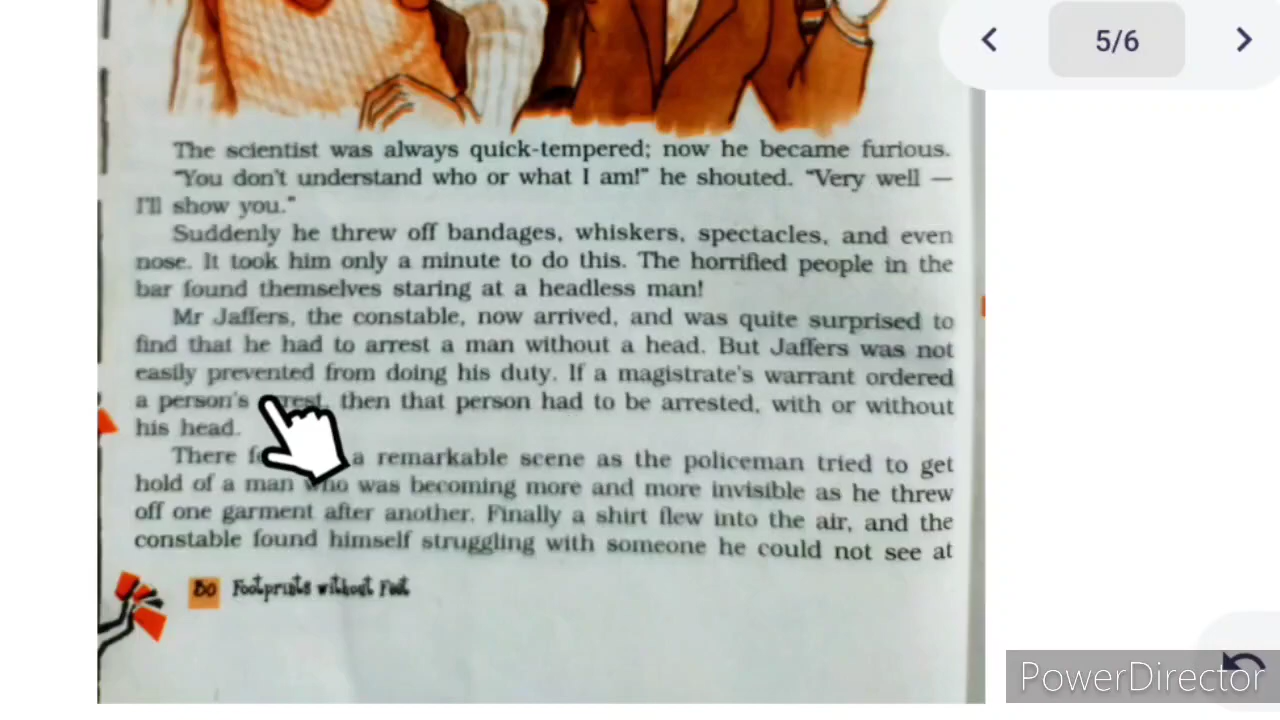 5/6
The scientist was always quick-tempered; now he became furious.
"You don't understand who or what I am!" he shouted. "Very well —
I'll show you."
Suddenly he threw off bandages, whiskers, spectacles, and even
nose. It took him only a minute to do this. The horrified people in the
bar found themselves staring at a headless man!
Mr Jaffers, the constable, now arrived, and was quite surprised to
find that he had to arrest a man without a head. But Jaffers was not
easily prevented from doing his duty. If a magistrate's warrant ordered
a person's arrest, then that person had to be arrested, with or without
his head.
There a remarkable scene as the policeman tried to get
hold of a man who was becoming more and more invisible as he threw
off one garment after another. Finally a shirt flew into the air, and the
constable found himself struggling with someone he could not see at
Footprints without Feet
PowerDirector